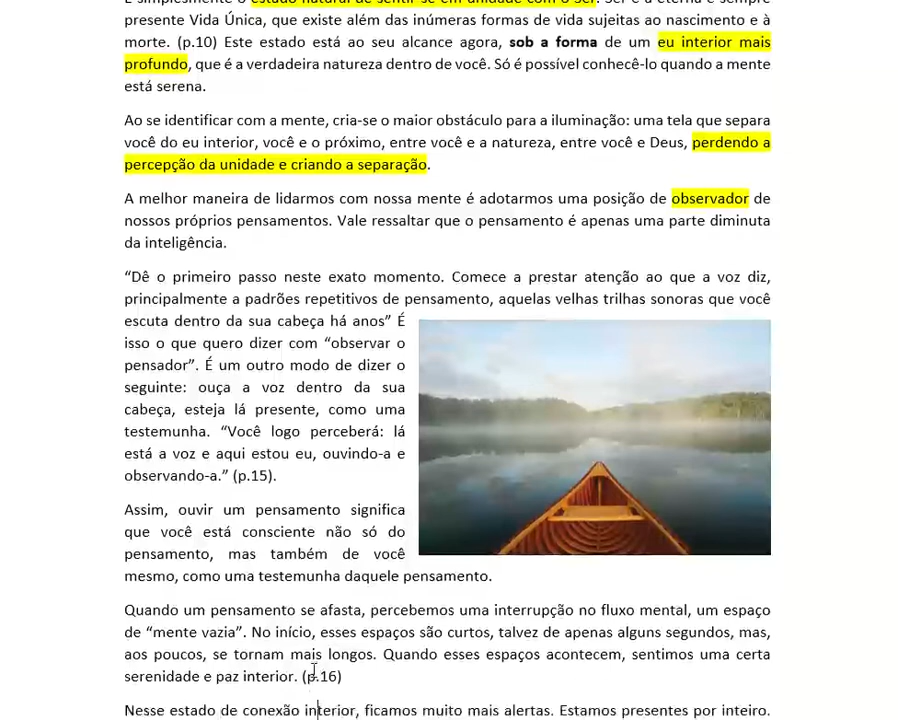 É simplesmente o estado natural de sentir-se em unidade com o Ser. Ser é a eterna e sempre
presente Vida Única, que existe além das inúmeras formas de vida sujeitas ao nascimento e à
morte. (p.10) Este estado está ao seu alcance agora, sob a forma de um eu interior mais
profundo, que é a verdadeira natureza dentro de você. Só é possível conhecê-lo quando a mente
está serena.
Ao se identificar com a mente, cria-se o maior obstáculo para a iluminação: uma tela que separa
você do eu interior, você e o próximo, entre você e a natureza, entre você e Deus, perdendo a
percepção da unidade e criando a separação.
A melhor maneira de lidarmos com nossa mente é adotarmos uma posição de observador de
nossos próprios pensamentos. Vale ressaltar que o pensamento é apenas uma parte diminuta
da inteligência.
“Dê o primeiro passo neste exato momento. Comece a prestar atenção ao que a voz diz,
principalmente a padrões repetitivos de pensamento, aquelas velhas trilhas sonoras que você
escuta dentro da sua cabeça há anos” É
isso o que quero dizer com “observar o
pensador”. É um outro modo de dizer o
seguinte: ouça a voz dentro da sua
cabeça, esteja lá presente, como uma
testemunha. “Você logo perceberá: lá
está a voz e aqui estou eu, ouvindo-a e
observando-a.” (p.15).
Assim, ouvir um pensamento significa
que você está consciente não só do
pensamento, mas também de você
mesmo, como uma testemunha daquele pensamento.
Quando um pensamento se afasta, percebemos uma interrupção no fluxo mental, um espaço
de “mente vazia”. No início, esses espaços são curtos, talvez de apenas alguns segundos, mas,
aos poucos, se tornam mais longos. Quando esses espaços acontecem, sentimos uma certa
serenidade e paz interior. (p.16)
Nesse estado de conexão interior, ficamos muito mais alertas. Estamos presentes por inteiro.